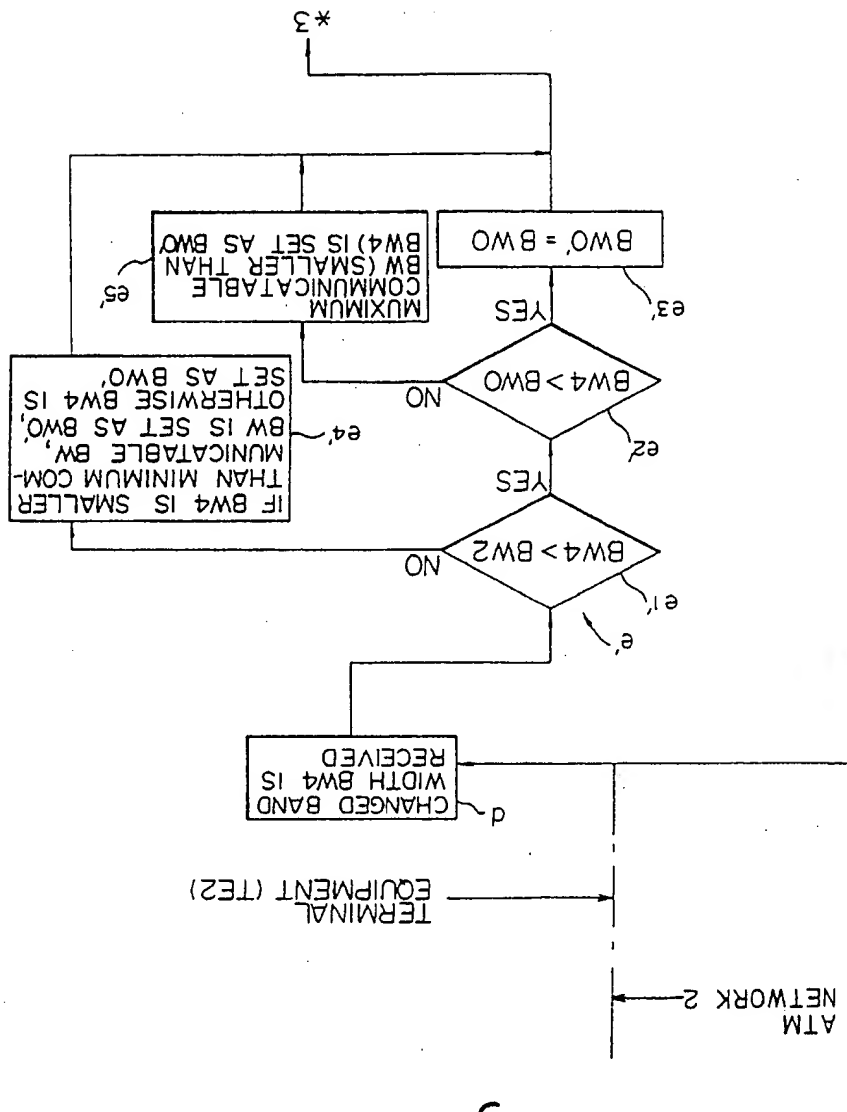 ATM
NETWORK 2
TERMINAL
EQUIPMENT (TE2)
d
CHANGED BAND
WIDTH BW4 IS
RECEIVED
e'
e1'
BW4 > BW2
NO
YES
e2'
BW4 > BW0
NO
YES
e4'
IF BW4 IS SMALLER
THAN MINIMUM COM-
MUNICATABLE BW,
BW IS SET AS BW0',
OTHERWISE BW4 IS
SET AS BW0'
e3'
BW0' = BW0
e5'
MUXIMUM
COMMUNICATABLE
BW (SMALLER THAN
BW4) IS SET AS BW0'
*3